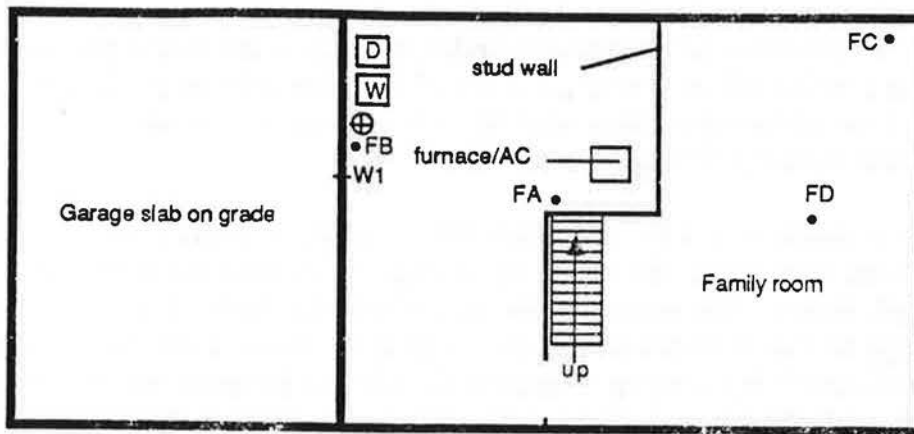 D
FC
stud wall
W
FB
furnace/AC
W1
FA
FD
Garage slab on grade
Family room
up